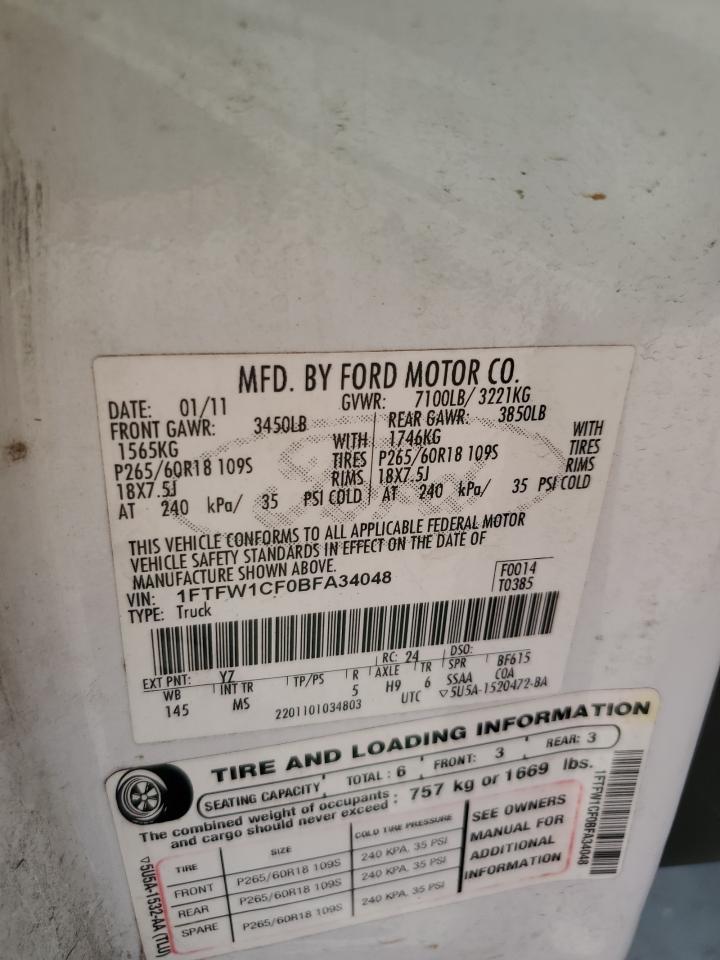 MFD. BY FORD MOTOR CO.
DATE: 01/11 GVWR: 7100LB/ 3221KG
FRONT GAWR: 3450LB REAR GAWR: 3850LB
1565KG WITH 1746KG WITH
P265/60R18 109S TIRES P265/60R18 109S TIRES
18X7.5J RIMS 18X7.5J RIMS
AT 240 kPa/ 35 PSI COLD AT 240 kPa/ 35 PSI COLD
THIS VEHICLE CONFORMS TO ALL APPLICABLE FEDERAL MOTOR
VEHICLE SAFETY STANDARDS IN EFFECT ON THE DATE OF
MANUFACTURE SHOWN ABOVE.
VIN: 1FTFW1CF0BFA34048 F0014
TYPE: Truck T0385
EXT PNT: YZ RC: 24 DSO:
WB INT TR TP/PS R AXLE TR SPR BF615
145 MS 5 H9 6 SSAA COA
2201101034803 UTC ▽5U5A-1520472-BA
TIRE AND LOADING INFORMATION
SEATING CAPACITY TOTAL : 6 FRONT: 3 REAR: 3
The combined weight of occupants : 757 kg or 1669 lbs.
and cargo should never exceed :
TIRE SIZE COLD TIRE PRESSURE
FRONT P265/60R18 109S 240 KPA, 35 PSI
REAR P265/60R18 109S 240 KPA, 35 PSI
SPARE P265/60R18 109S 240 KPA, 35 PSI
SEE OWNERS
MANUAL FOR
ADDITIONAL
INFORMATION
▽5U5A-1532-AA (TLU)
1FTFW1CF0BFA34048